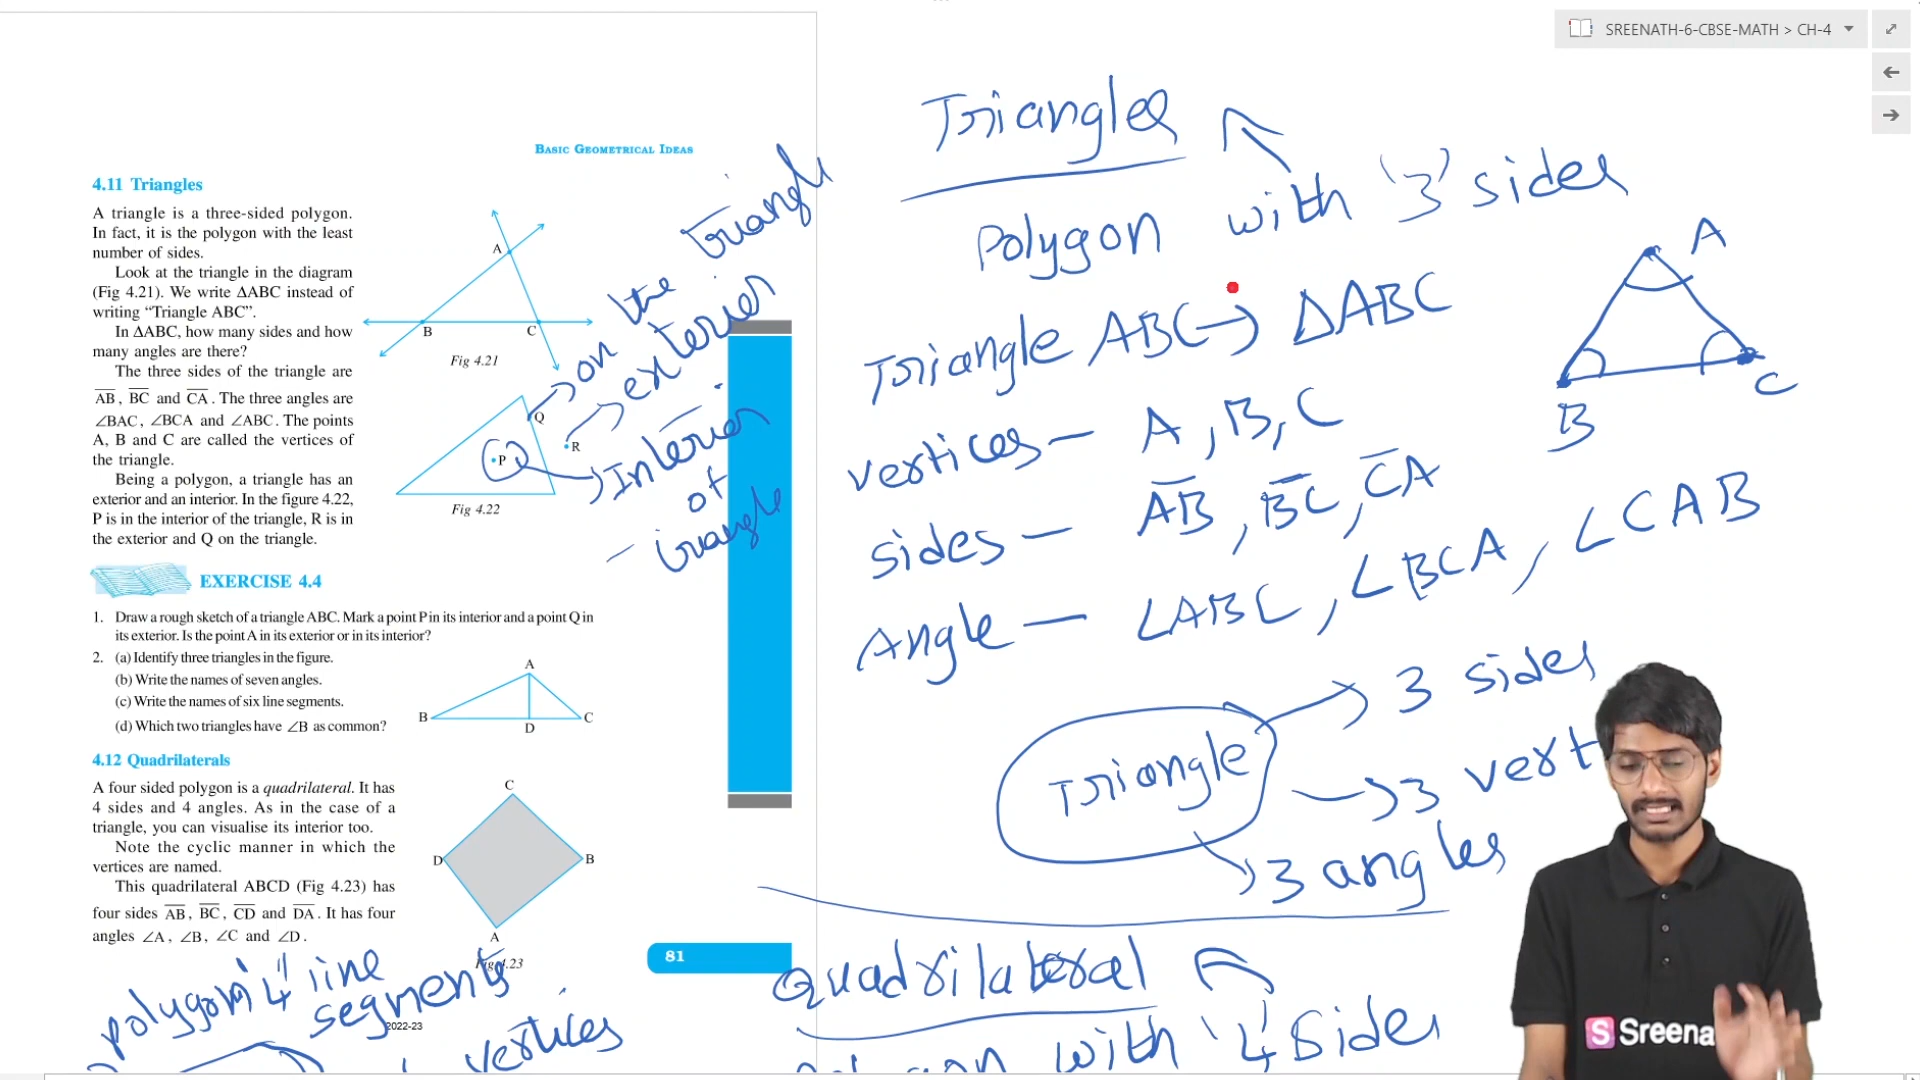 SREENATH-6-CBSE-MATH > CH-4
BASIC GEOMETRICAL IDEAS
4.11 Triangles
A triangle is a three-sided polygon.
In fact, it is the polygon with the least
number of sides.
Look at the triangle in the diagram
(Fig 4.21). We write ΔABC instead of
writing “Triangle ABC”.
In ΔABC, how many sides and how
many angles are there?
The three sides of the triangle are
A̅B̅, B̅C̅ and C̅A̅. The three angles are
∠BAC, ∠BCA and ∠ABC. The points
A, B and C are called the vertices of
the triangle.
Being a polygon, a triangle has an
exterior and an interior. In the figure 4.22,
P is in the interior of the triangle, R is in
the exterior and Q on the triangle.
A
B
C
Fig 4.21
Q
R
P
Fig 4.22
on the triangle
exterior
Interior
of
triangle
EXERCISE 4.4
1. Draw a rough sketch of a triangle ABC. Mark a point P in its interior and a point Q in
its exterior. Is the point A in its exterior or in its interior?
2. (a) Identify three triangles in the figure.
(b) Write the names of seven angles.
(c) Write the names of six line segments.
(d) Which two triangles have ∠B as common?
A
B
C
D
4.12 Quadrilaterals
A four sided polygon is a quadrilateral. It has
4 sides and 4 angles. As in the case of a
triangle, you can visualise its interior too.
Note the cyclic manner in which the
vertices are named.
This quadrilateral ABCD (Fig 4.23) has
four sides A̅B̅, B̅C̅, C̅D̅ and D̅A̅. It has four
angles ∠A, ∠B, ∠C and ∠D.
C
D
B
A
Fig 4.23
81
2022-23
polygon '4' line
segments
vertices
Triangles
Polygon with '3' sides
Triangle ABC → ΔABC
vertices - A, B, C
sides - A̅B̅, B̅C̅, C̅A̅
Angle - ∠ABC, ∠BCA, ∠CAB
A
B
C
Triangle
3 sides
3 vert
3 angles
Quadrilateral
with '4' sides
S Sreena